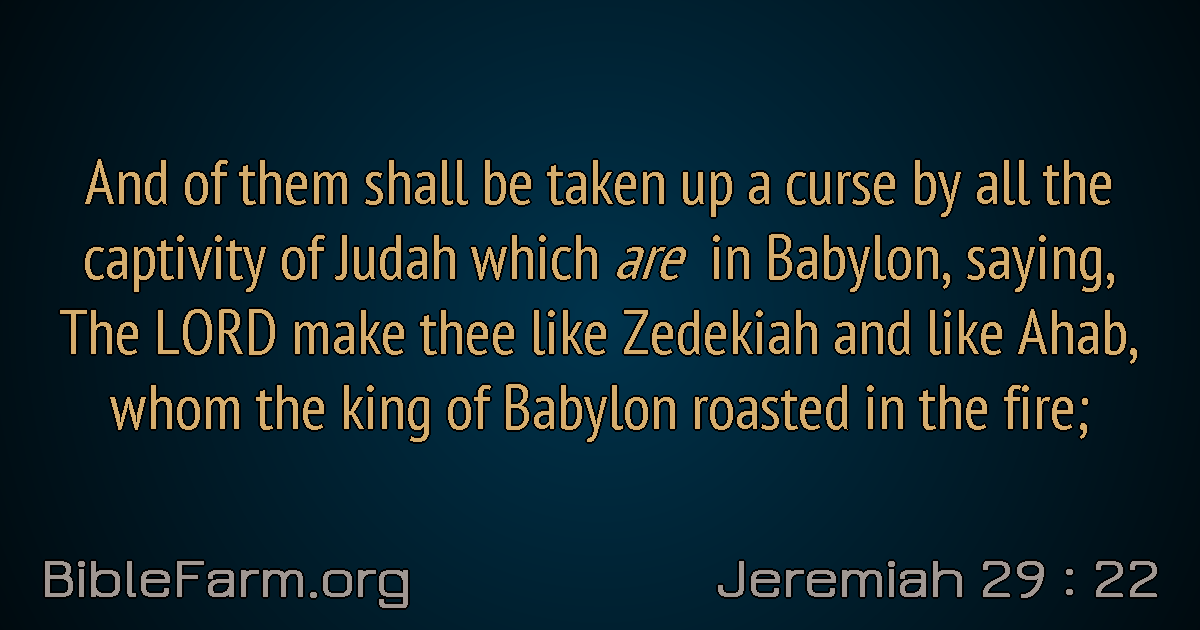 And of them shall be taken up a curse by all the
captivity of Judah which are in Babylon, saying,
The LORD make thee like Zedekiah and like Ahab,
whom the king of Babylon roasted in the fire;
BibleFarm.org
Jeremiah 29 : 22